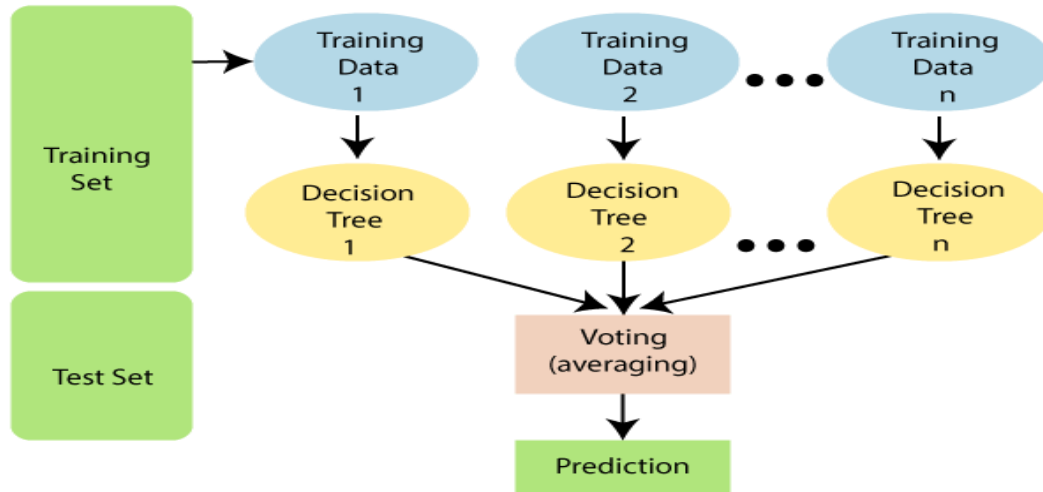 Training
Set
Test Set
Training
Data
1
Training
Data
2
Training
Data
n
Decision
Tree
1
Decision
Tree
2
Decision
Tree
n
Voting
(averaging)
Prediction